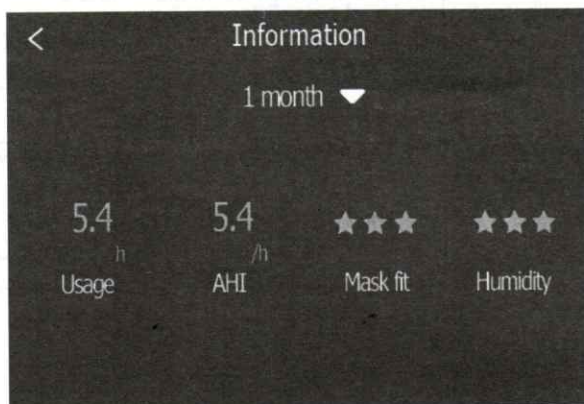 Information
1 month
5.4 5.4
h /h
Usage AHI Mask fit Humidity